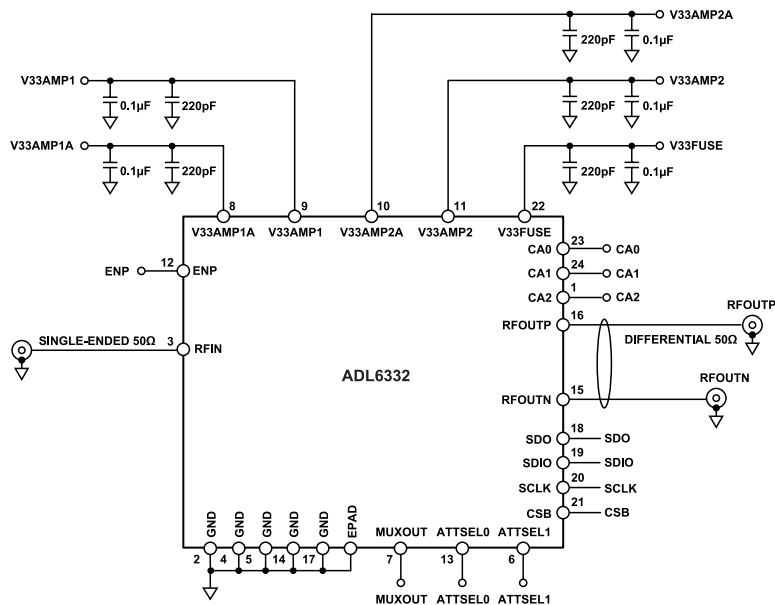 V33AMP2A
220pF
0.1µF
V33AMP1
0.1µF
220pF
V33AMP2
220pF
0.1µF
V33AMP1A
0.1µF
220pF
V33FUSE
220pF
0.1µF
8
9
10
11
22
V33AMP1A
V33AMP1
V33AMP2A
V33AMP2
V33FUSE
CA0
23
CA0
ENP
12
ENP
CA1
24
CA1
CA2
1
CA2
RFOUTP
RFOUTP
16
DIFFERENTIAL 50Ω
SINGLE-ENDED 50Ω
3
RFIN
ADL6332
RFOUTN
RFOUTN
15
SDO
18
SDO
SDIO
19
SDIO
SCLK
20
SCLK
CSB
21
CSB
GND
GND
GND
GND
GND
EPAD
MUXOUT
ATTSEL0
ATTSEL1
2
4
5
14
17
7
13
6
MUXOUT
ATTSEL0
ATTSEL1